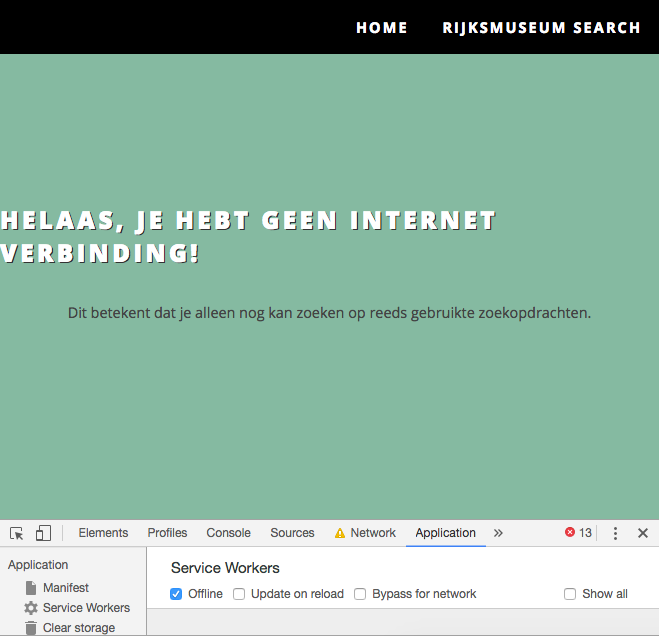 HOME RIJKSMUSEUM SEARCH
HELAAS, JE HEBT GEEN INTERNET
VERBINDING!
Dit betekent dat je alleen nog kan zoeken op reeds gebruikte zoekopdrachten.
Elements Profiles Console Sources Network Application » 13
Application
Manifest
Service Workers
Clear storage
Service Workers
Offline Update on reload Bypass for network Show all